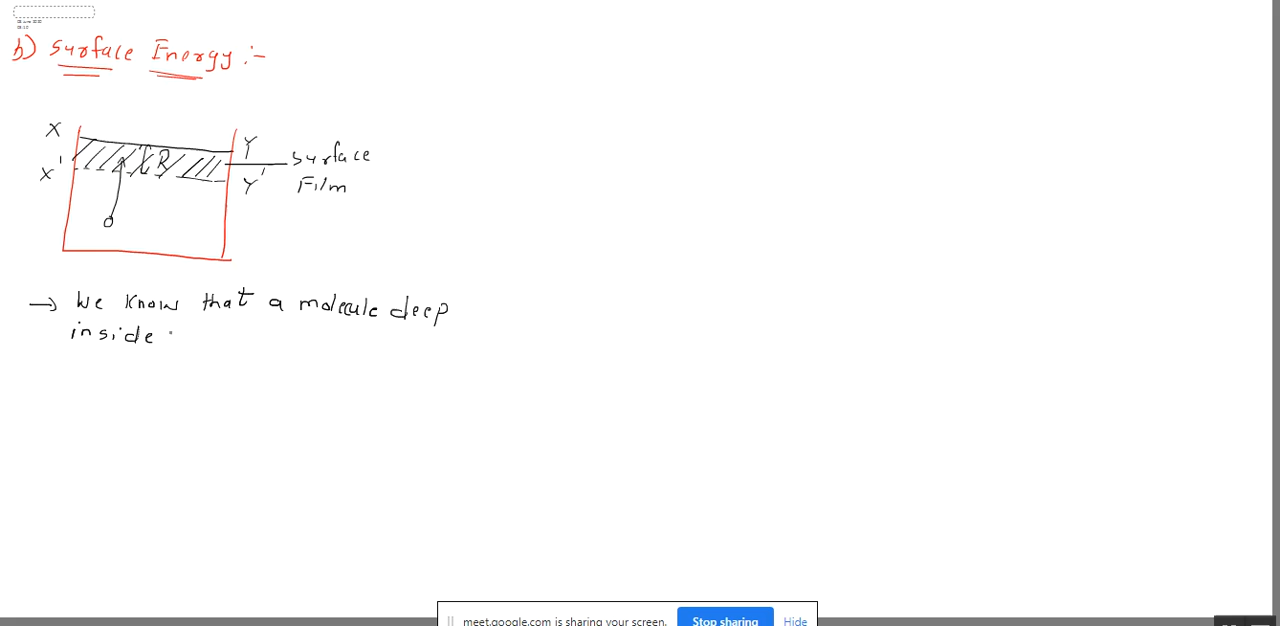 b) Surface Energy :-
X
X'
R
Y
Y'
Surface
Film
→ We know that a molecule deep
inside
meet.google.com is sharing your screen.
Stop sharing
Hide